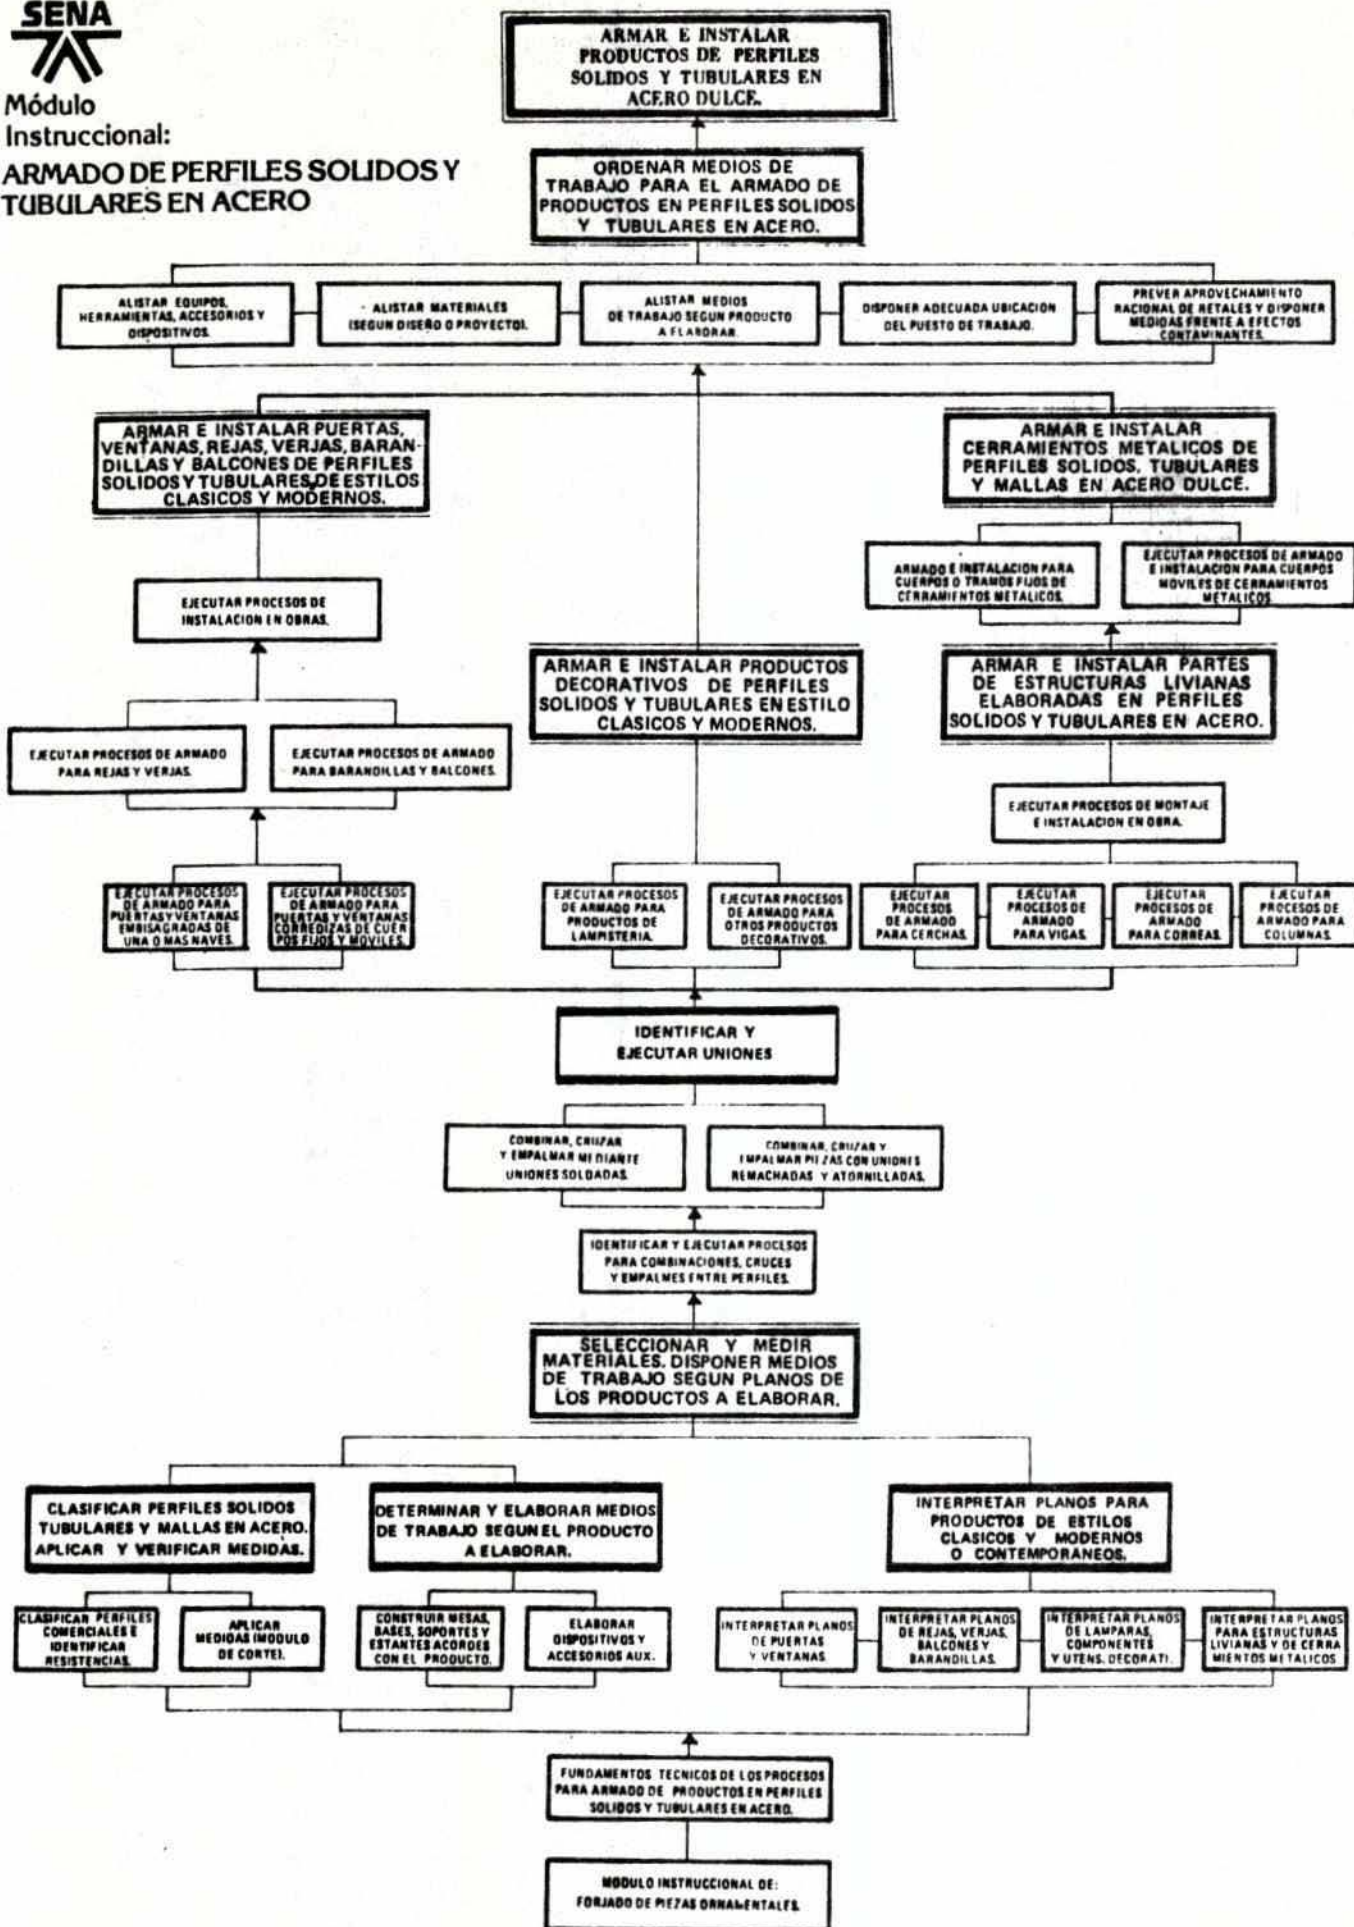 SENA
Módulo
Instruccional:
ARMADO DE PERFILES SOLIDOS Y
TUBULARES EN ACERO
ARMAR E INSTALAR
PRODUCTOS DE PERFILES
SOLIDOS Y TUBULARES EN
ACERO DULCE.
ORDENAR MEDIOS DE
TRABAJO PARA EL ARMADO DE
PRODUCTOS EN PERFILES SOLIDOS
Y TUBULARES EN ACERO.
ALISTAR EQUIPOS,
HERRAMIENTAS, ACCESORIOS Y
DISPOSITIVOS.
ALISTAR MATERIALES
(SEGUN DISEÑO O PROYECTO).
ALISTAR MEDIOS
DE TRABAJO SEGUN PRODUCTO
A ELABORAR.
DISPONER ADECUADA UBICACION
DEL PUESTO DE TRABAJO.
PREVER APROVECHAMIENTO
RACIONAL DE RETALES Y DISPONER
MEDIDAS FRENTE A EFECTOS
CONTAMINANTES.
ARMAR E INSTALAR PUERTAS,
VENTANAS, REJAS, VERJAS, BARAN-
DILLAS Y BALCONES DE PERFILES
SOLIDOS Y TUBULARES DE ESTILOS
CLASICOS Y MODERNOS.
ARMAR E INSTALAR
CERRAMIENTOS METALICOS DE
PERFILES SOLIDOS, TUBULARES
Y MALLAS EN ACERO DULCE.
ARMADO E INSTALACION PARA
CUERPOS O TRAMOS FIJOS DE
CERRAMIENTOS METALICOS.
EJECUTAR PROCESOS DE ARMADO
E INSTALACION PARA CUERPOS
MOVILES DE CERRAMIENTOS
METALICOS
EJECUTAR PROCESOS DE
INSTALACION EN OBRAS.
ARMAR E INSTALAR PRODUCTOS
DECORATIVOS DE PERFILES
SOLIDOS Y TUBULARES EN ESTILO
CLASICOS Y MODERNOS.
ARMAR E INSTALAR PARTES
DE ESTRUCTURAS LIVIANAS
ELABORADAS EN PERFILES
SOLIDOS Y TUBULARES EN ACERO.
EJECUTAR PROCESOS DE ARMADO
PARA REJAS Y VERJAS.
EJECUTAR PROCESOS DE ARMADO
PARA BARANDILLAS Y BALCONES.
EJECUTAR PROCESOS DE MONTAJE
E INSTALACION EN OBRA.
EJECUTAR PROCESOS
DE ARMADO PARA
PUERTAS Y VENTANAS
EMBISAGRADAS DE
UNA O MAS NAVES.
EJECUTAR PROCESOS
DE ARMADO PARA
PUERTAS Y VENTANAS
CORREDIZAS DE CUER
POS FIJOS Y MOVILES.
EJECUTAR PROCESOS
DE ARMADO PARA
PRODUCTOS DE
LAMPISTERIA.
EJECUTAR PROCESOS
DE ARMADO PARA
OTROS PRODUCTOS
DECORATIVOS.
EJECUTAR
PROCESOS
DE ARMADO
PARA CERCHAS.
EJECUTAR
PROCESOS DE
ARMADO
PARA VIGAS.
EJECUTAR
PROCESOS DE
ARMADO
PARA CORREAS.
EJECUTAR
PROCESOS DE
ARMADO PARA
COLUMNAS.
IDENTIFICAR Y
EJECUTAR UNIONES
COMBINAR, CRUZAR
Y EMPALMAR MEDIANTE
UNIONES SOLDADAS.
COMBINAR, CRUZAR Y
EMPALMAR PIEZAS CON UNIONES
REMACHADAS Y ATORNILLADAS.
IDENTIFICAR Y EJECUTAR PROCESOS
PARA COMBINACIONES, CRUCES
Y EMPALMES ENTRE PERFILES.
SELECCIONAR Y MEDIR
MATERIALES. DISPONER MEDIOS
DE TRABAJO SEGUN PLANOS DE
LOS PRODUCTOS A ELABORAR.
CLASIFICAR PERFILES SOLIDOS
TUBULARES Y MALLAS EN ACERO.
APLICAR Y VERIFICAR MEDIDAS.
DETERMINAR Y ELABORAR MEDIOS
DE TRABAJO SEGUN EL PRODUCTO
A ELABORAR.
INTERPRETAR PLANOS PARA
PRODUCTOS DE ESTILOS
CLASICOS Y MODERNOS
O CONTEMPORANEOS.
CLASIFICAR PERFILES
COMERCIALES E
IDENTIFICAR
RESISTENCIAS.
APLICAR
MEDIDAS (MODULO
DE CORTE).
CONSTRUIR MESAS,
BASES, SOPORTES Y
ESTANTES ACORDES
CON EL PRODUCTO.
ELABORAR
DISPOSITIVOS Y
ACCESORIOS AUX.
INTERPRETAR PLANOS
DE PUERTAS
Y VENTANAS
INTERPRETAR PLANOS
DE REJAS, VERJAS,
BALCONES Y
BARANDILLAS.
INTERPRETAR PLANOS
DE LAMPARAS,
COMPONENTES
Y UTENS. DECORATI.
INTERPRETAR PLANOS
PARA ESTRUCTURAS
LIVIANAS Y DE CERRA
MIENTOS METALICOS
FUNDAMENTOS TECNICOS DE LOS PROCESOS
PARA ARMADO DE PRODUCTOS EN PERFILES
SOLIDOS Y TUBULARES EN ACERO.
MODULO INSTRUCCIONAL DE:
FORJADO DE PIEZAS ORNAMENTALES.